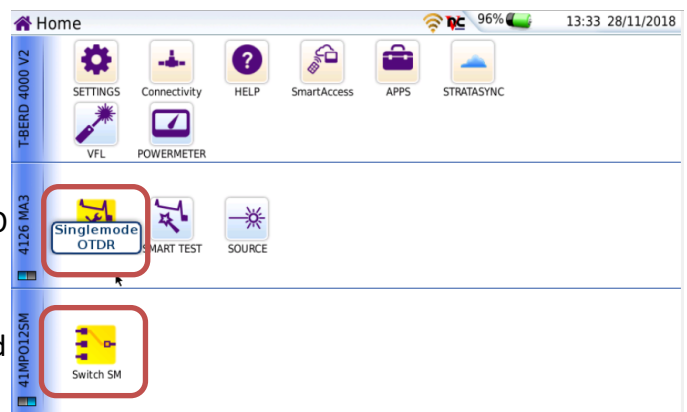 Home 96% 13:33 28/11/2018
T-BERD 4000 V2
SETTINGS Connectivity HELP SmartAccess APPS STRATASYNC
VFL POWERMETER
4126 MA3
Singlemode
OTDR
SMART TEST SOURCE
41MPO12SM
Switch SM